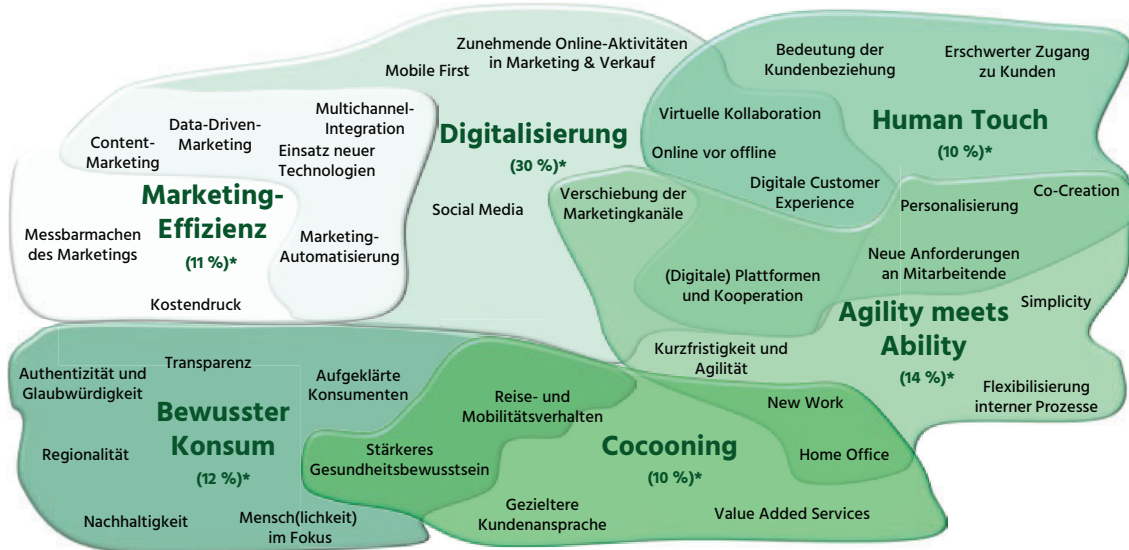 Zunehmende Online-Aktivitäten
in Marketing & Verkauf
Mobile First
Multichannel-
Integration
Data-Driven-
Marketing
Content-
Marketing
Einsatz neuer
Technologien
Digitalisierung
(30 %)*
Social Media
Marketing-
Effizienz
(11 %)*
Messbarmachen
des Marketings
Marketing-
Automatisierung
Kostendruck
Bedeutung der
Kundenbeziehung
Erschwerter Zugang
zu Kunden
Virtuelle Kollaboration
Human Touch
(10 %)*
Online vor offline
Digitale Customer
Experience
Verschiebung der
Marketingkanäle
Personalisierung
Co-Creation
Neue Anforderungen
an Mitarbeitende
(Digitale) Plattformen
und Kooperation
Simplicity
Agility meets
Ability
(14 %)*
Kurzfristigkeit und
Agilität
Flexibilisierung
interner Prozesse
Transparenz
Authentizität und
Glaubwürdigkeit
Aufgeklärte
Konsumenten
Bewusster
Konsum
(12 %)*
Regionalität
Nachhaltigkeit
Mensch(lichkeit)
im Fokus
Reise- und
Mobilitätsverhalten
Stärkeres
Gesundheitsbewusstsein
Cocooning
(10 %)*
New Work
Home Office
Gezieltere
Kundenansprache
Value Added Services